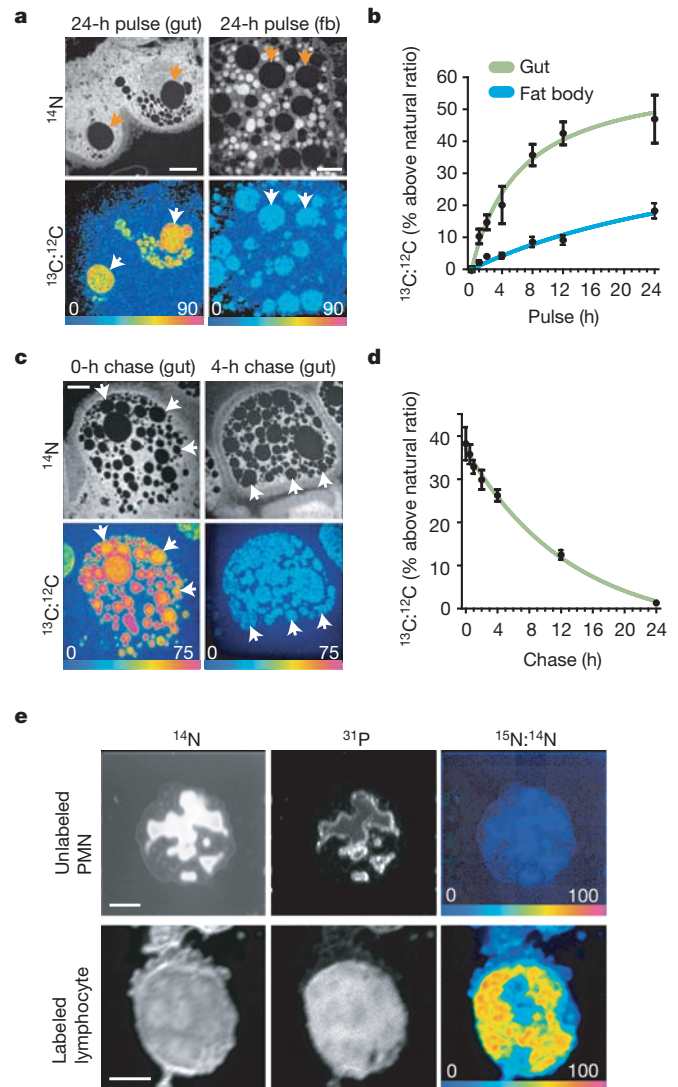 a
24-h pulse (gut) 24-h pulse (fb)
¹⁴N
¹³C:¹²C
0 90
0 90
b
¹³C:¹²C (% above natural ratio)
60
50
40
30
20
10
0
Gut
Fat body
0 4 8 12 16 20 24
Pulse (h)
c
0-h chase (gut) 4-h chase (gut)
¹⁴N
¹³C:¹²C
0 75
0 75
d
¹³C:¹²C (% above natural ratio)
40
30
20
10
0
0 4 8 12 16 20 24
Chase (h)
e
¹⁴N ³¹P ¹⁵N:¹⁴N
Unlabeled
PMN
0 100
Labeled
lymphocyte
0 100